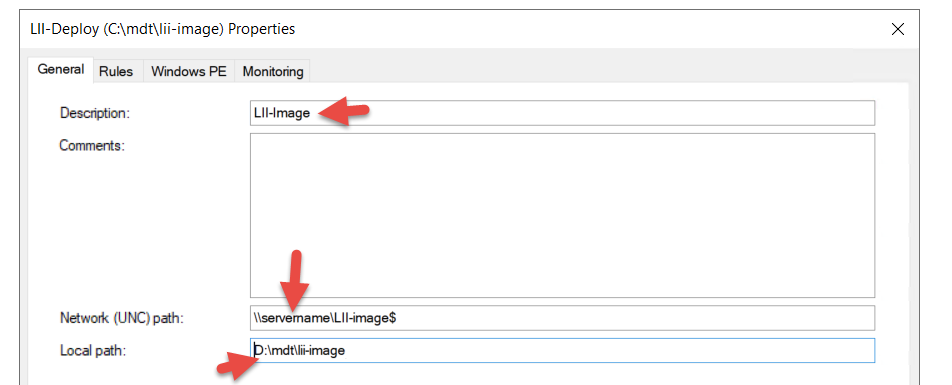 LII-Deploy (C:\mdt\lii-image) Properties
General Rules Windows PE Monitoring
Description: LII-Image
Comments:
Network (UNC) path: \\servername\LII-image$
Local path: D:\mdt\lii-image